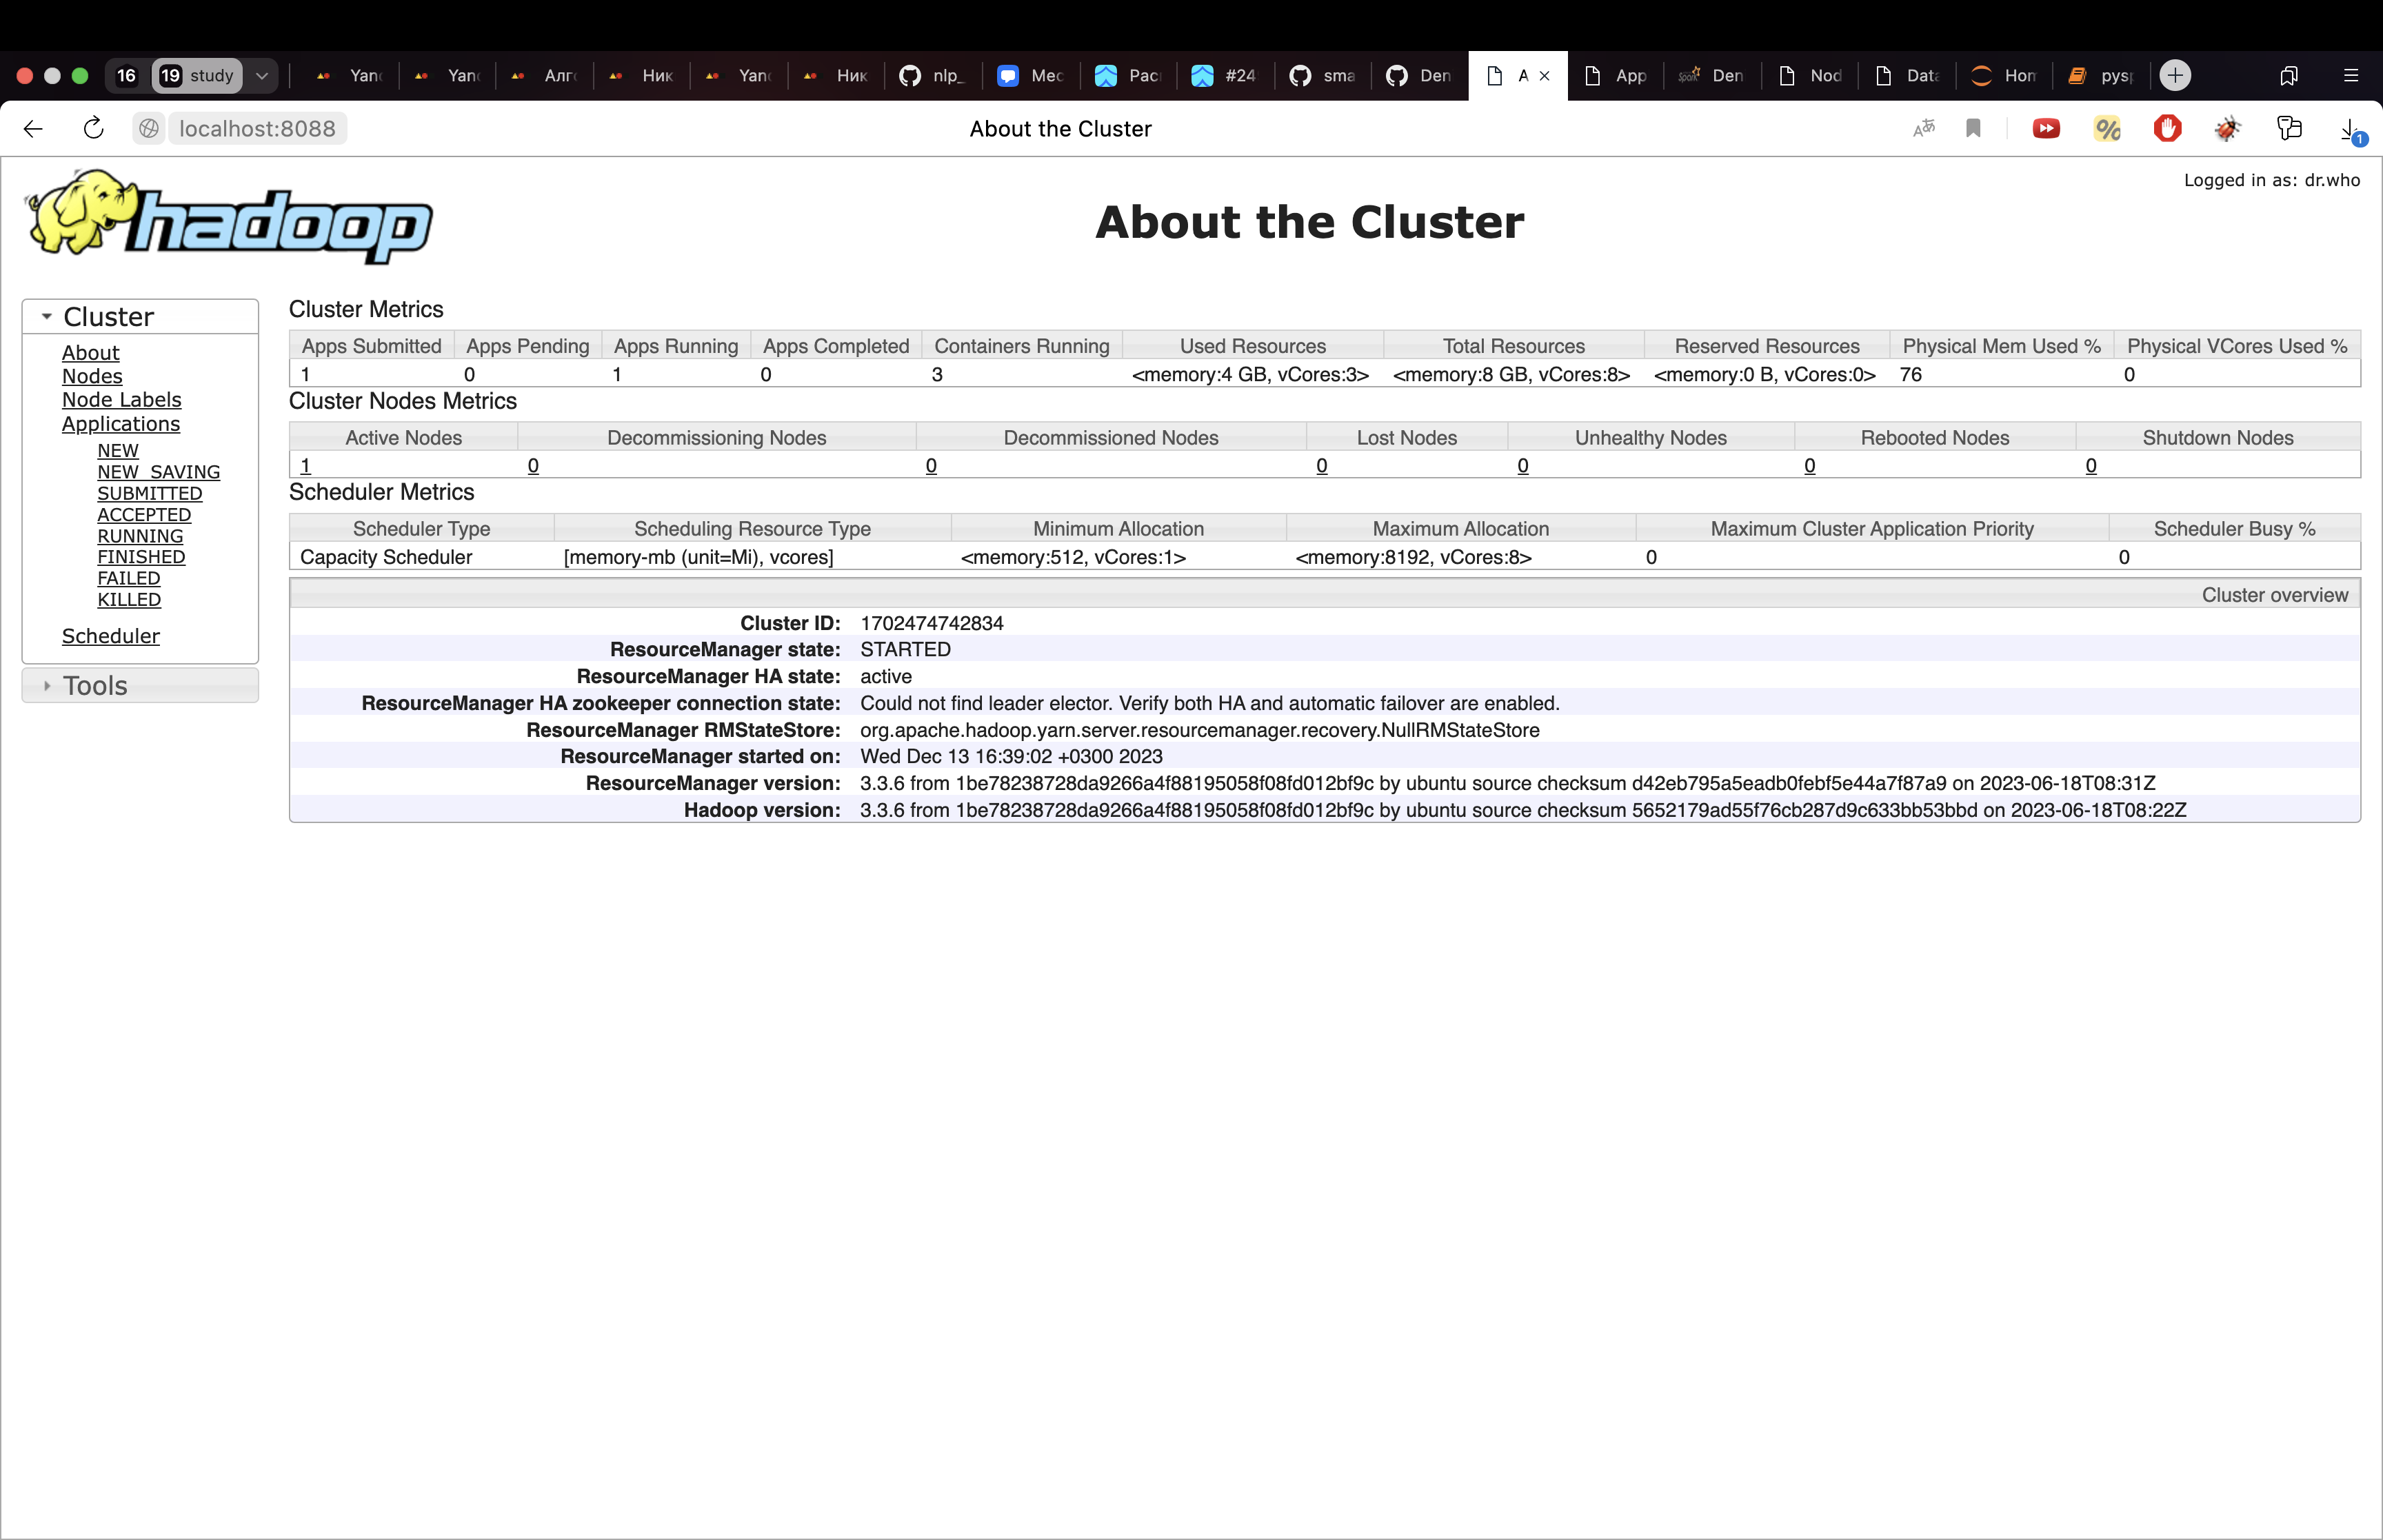 16 19 study Yan Yan Алг Ник Yan Ник nlp_ Мес Рас #24 sma Den A App Den Nod Data Hom pys
localhost:8088 About the Cluster 1
Logged in as: dr.who
hadoop
About the Cluster
Cluster
About
Nodes
Node Labels
Applications
NEW
NEW_SAVING
SUBMITTED
ACCEPTED
RUNNING
FINISHED
FAILED
KILLED
Scheduler
Tools
Cluster Metrics
Apps Submitted Apps Pending Apps Running Apps Completed Containers Running Used Resources Total Resources Reserved Resources Physical Mem Used % Physical VCores Used %
1 0 1 0 3 <memory:4 GB, vCores:3> <memory:8 GB, vCores:8> <memory:0 B, vCores:0> 76 0
Cluster Nodes Metrics
Active Nodes Decommissioning Nodes Decommissioned Nodes Lost Nodes Unhealthy Nodes Rebooted Nodes Shutdown Nodes
1 0 0 0 0 0 0
Scheduler Metrics
Scheduler Type Scheduling Resource Type Minimum Allocation Maximum Allocation Maximum Cluster Application Priority Scheduler Busy %
Capacity Scheduler [memory-mb (unit=Mi), vcores] <memory:512, vCores:1> <memory:8192, vCores:8> 0 0
Cluster overview
Cluster ID: 1702474742834
ResourceManager state: STARTED
ResourceManager HA state: active
ResourceManager HA zookeeper connection state: Could not find leader elector. Verify both HA and automatic failover are enabled.
ResourceManager RMStateStore: org.apache.hadoop.yarn.server.resourcemanager.recovery.NullRMStateStore
ResourceManager started on: Wed Dec 13 16:39:02 +0300 2023
ResourceManager version: 3.3.6 from 1be78238728da9266a4f88195058f08fd012bf9c by ubuntu source checksum d42eb795a5eadb0febf5e44a7f87a9 on 2023-06-18T08:31Z
Hadoop version: 3.3.6 from 1be78238728da9266a4f88195058f08fd012bf9c by ubuntu source checksum 5652179ad55f76cb287d9c633bb53bbd on 2023-06-18T08:22Z